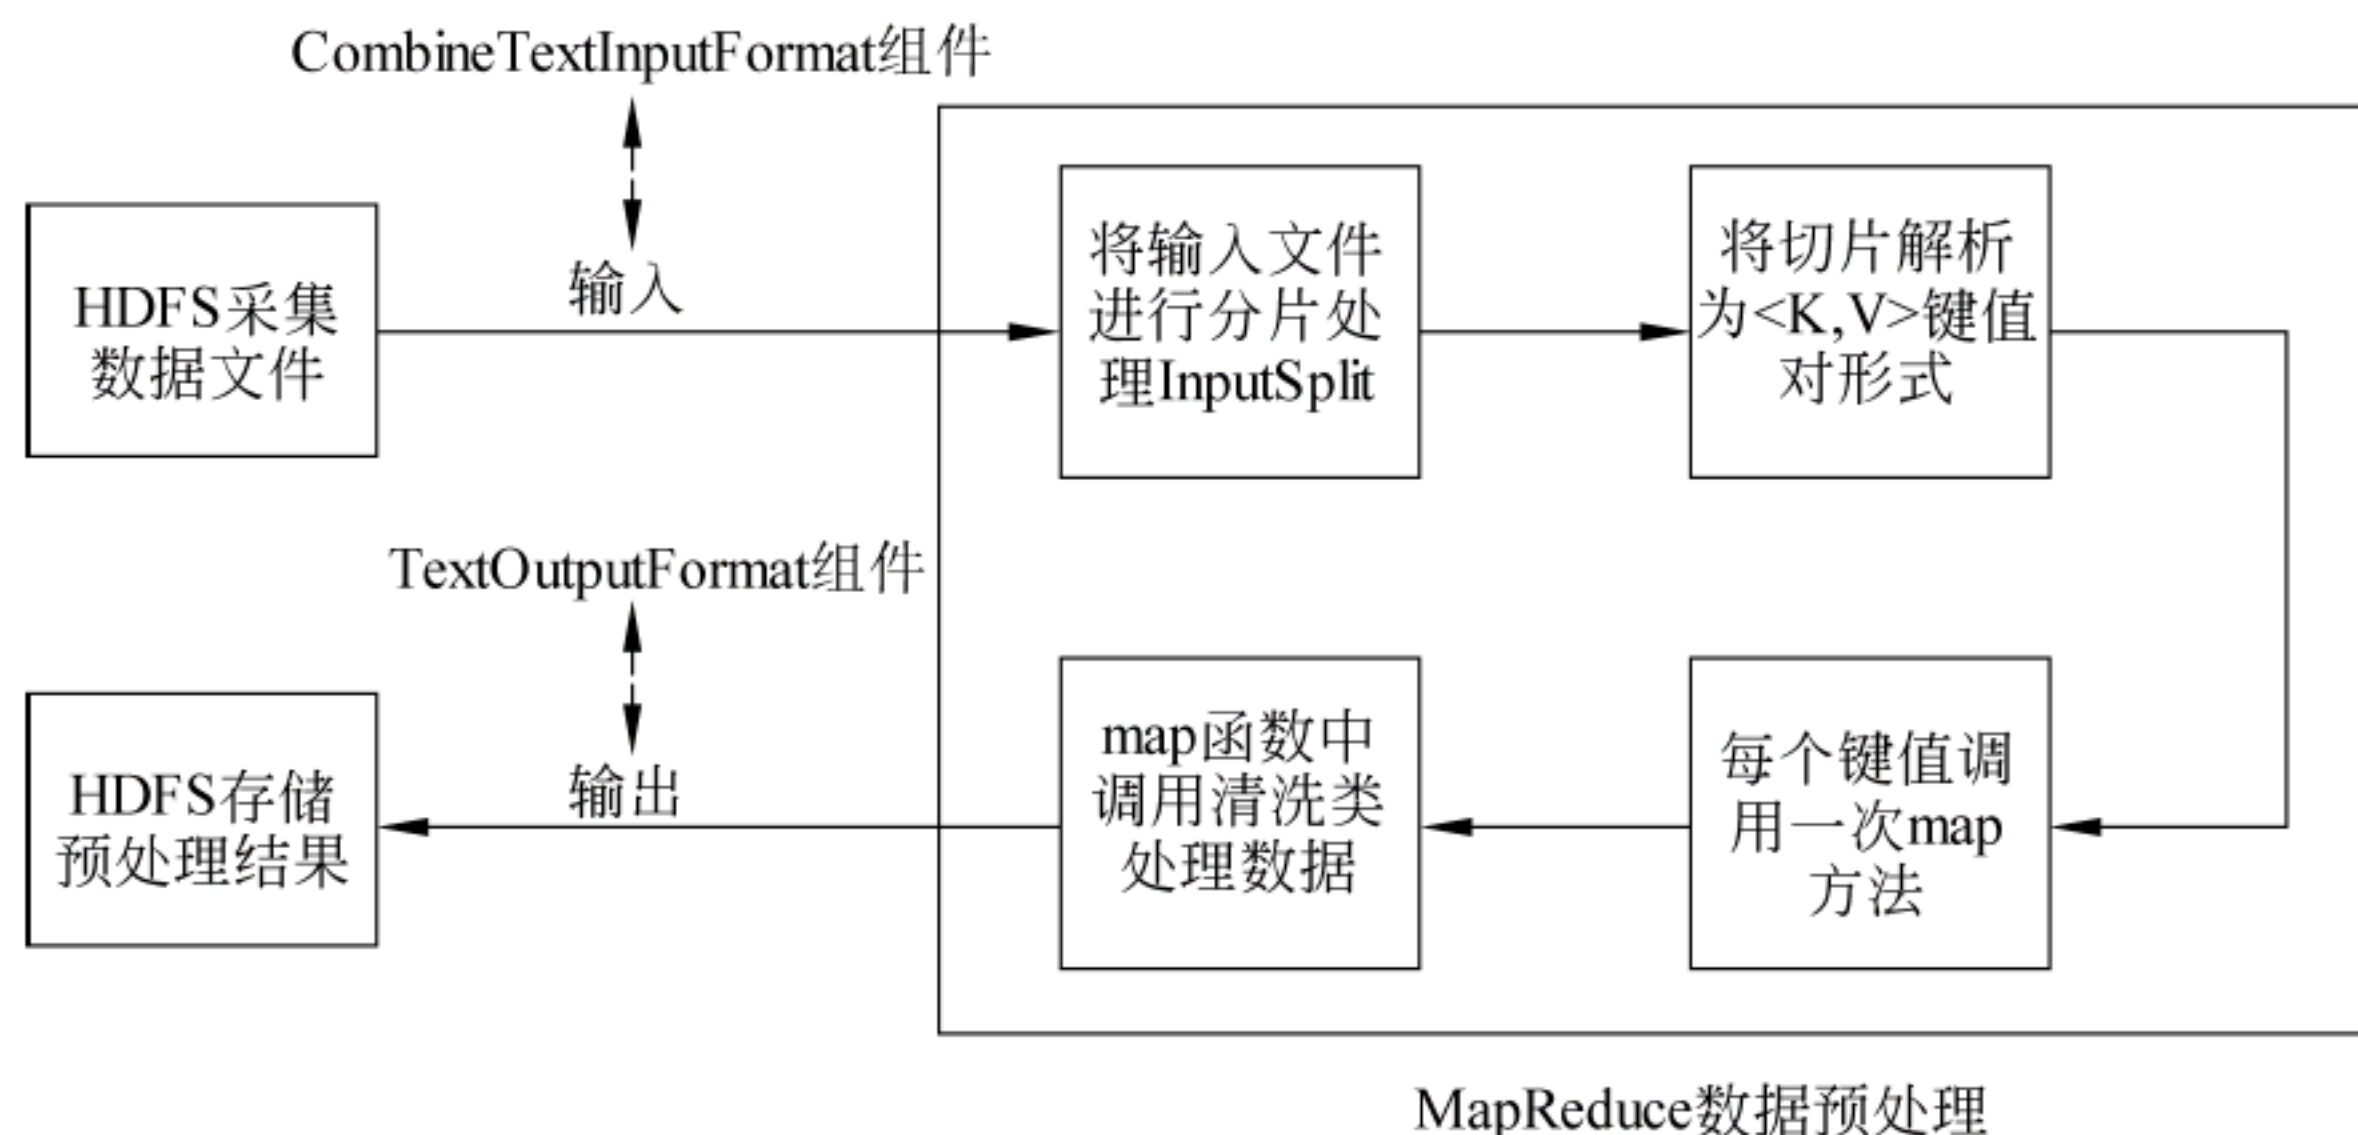 CombineTextInputFormat组件
HDFS采集
数据文件
输入
将输入文件
进行分片处
理InputSplit
将切片解析
为<K,V>键值
对形式
TextOutputFormat组件
HDFS存储
预处理结果
输出
map函数中
调用清洗类
处理数据
每个键值调
用一次map
方法
MapReduce数据预处理